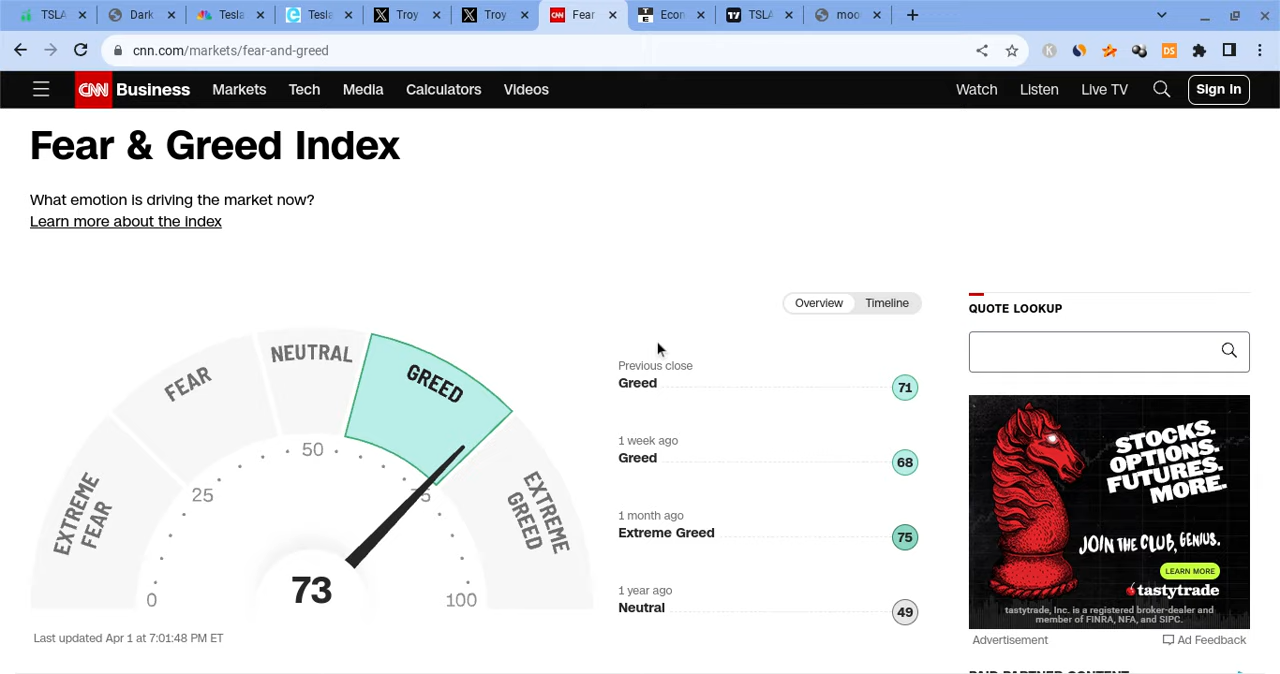 TSLA
Dark
Tesla
Tesla
Troy
Troy
CNN
Fear
TE
Econ
TSLA
moo
cnn.com/markets/fear-and-greed
K
DS
CNN Business Markets Tech Media Calculators Videos Watch Listen Live TV Sign in
Fear & Greed Index
What emotion is driving the market now?
Learn more about the index
Overview Timeline
EXTREME
FEAR
FEAR
NEUTRAL
GREED
EXTREME
GREED
0
25
50
75
100
73
Last updated Apr 1 at 7:01:48 PM ET
Previous close
Greed 71
1 week ago
Greed 68
1 month ago
Extreme Greed 75
1 year ago
Neutral 49
QUOTE LOOKUP
STOCKS.
OPTIONS.
FUTURES.
MORE.
JOIN THE CLUB, GENIUS.
LEARN MORE
tastytrade
tastytrade, Inc. is a registered broker-dealer and
member of FINRA, NFA, and SIPC.
Advertisement Ad Feedback
PAID PARTNER CONTENT